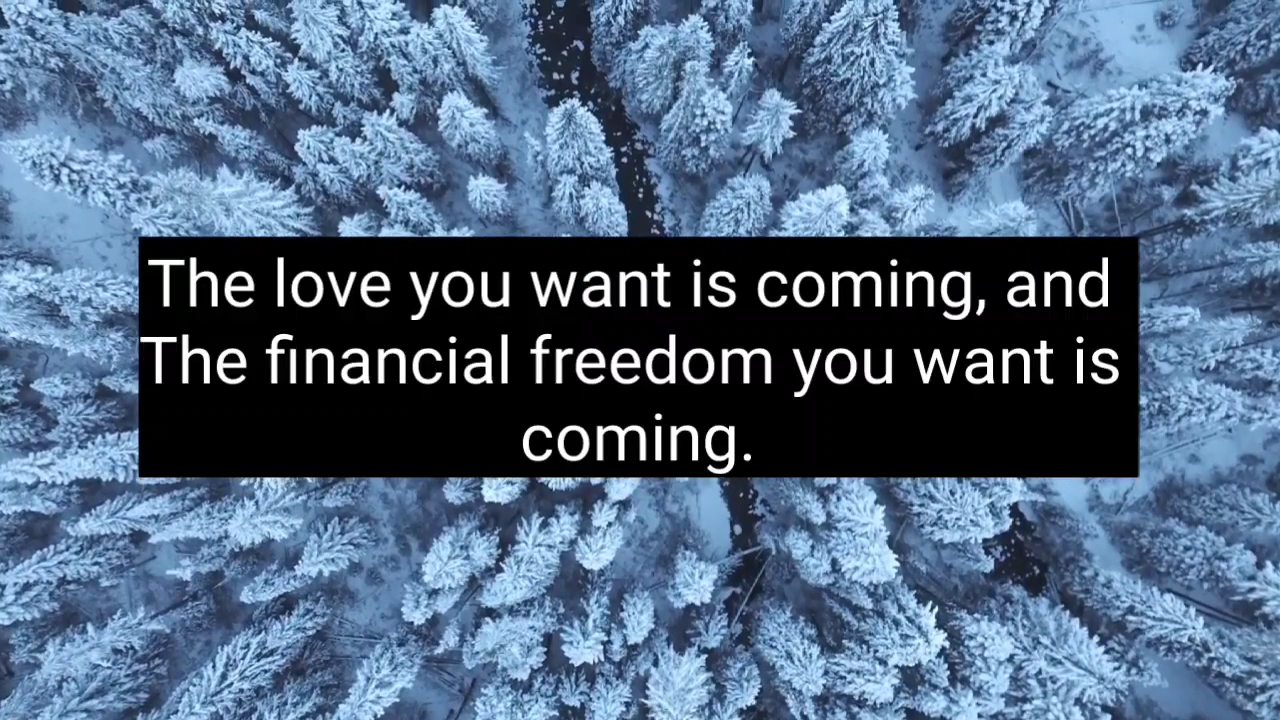 The love you want is coming, and
The financial freedom you want is
coming.